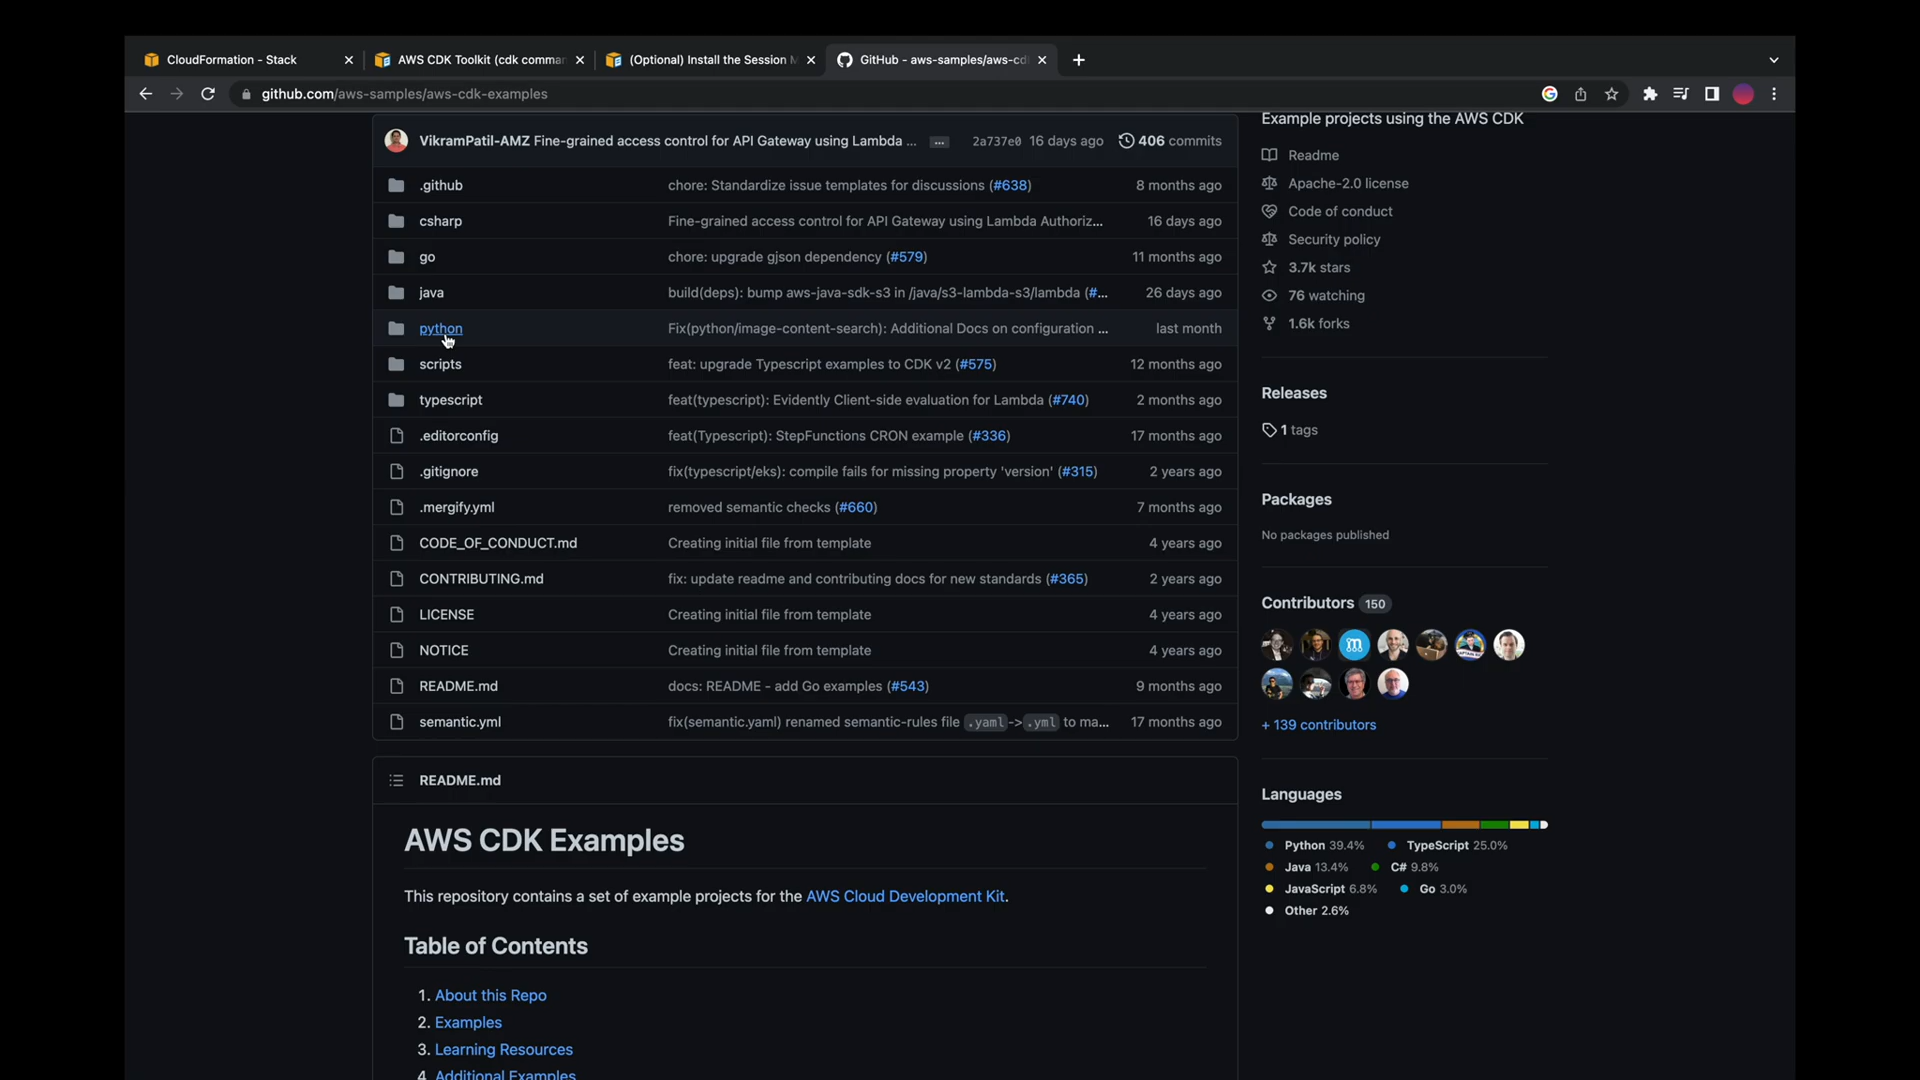 CloudFormation - Stack
AWS CDK Toolkit (cdk comman
(Optional) Install the Session M
GitHub - aws-samples/aws-cd
github.com/aws-samples/aws-cdk-examples
VikramPatil-AMZ Fine-grained access control for API Gateway using Lambda ... ... 2a737e0 16 days ago 406 commits
.github chore: Standardize issue templates for discussions (#638) 8 months ago
csharp Fine-grained access control for API Gateway using Lambda Authoriz... 16 days ago
go chore: upgrade gjson dependency (#579) 11 months ago
java build(deps): bump aws-java-sdk-s3 in /java/s3-lambda-s3/lambda (#... 26 days ago
python Fix(python/image-content-search): Additional Docs on configuration ... last month
scripts feat: upgrade Typescript examples to CDK v2 (#575) 12 months ago
typescript feat(typescript): Evidently Client-side evaluation for Lambda (#740) 2 months ago
.editorconfig feat(Typescript): StepFunctions CRON example (#336) 17 months ago
.gitignore fix(typescript/eks): compile fails for missing property 'version' (#315) 2 years ago
.mergify.yml removed semantic checks (#660) 7 months ago
CODE_OF_CONDUCT.md Creating initial file from template 4 years ago
CONTRIBUTING.md fix: update readme and contributing docs for new standards (#365) 2 years ago
LICENSE Creating initial file from template 4 years ago
NOTICE Creating initial file from template 4 years ago
README.md docs: README - add Go examples (#543) 9 months ago
semantic.yml fix(semantic.yaml) renamed semantic-rules file .yaml->.yml to ma... 17 months ago
README.md
AWS CDK Examples
This repository contains a set of example projects for the AWS Cloud Development Kit.
Table of Contents
1. About this Repo
2. Examples
3. Learning Resources
4. Additional Examples
Example projects using the AWS CDK
Readme
Apache-2.0 license
Code of conduct
Security policy
3.7k stars
76 watching
1.6k forks
Releases
1 tags
Packages
No packages published
Contributors 150
+ 139 contributors
Languages
Python 39.4% TypeScript 25.0%
Java 13.4% C# 9.8%
JavaScript 6.8% Go 3.0%
Other 2.6%